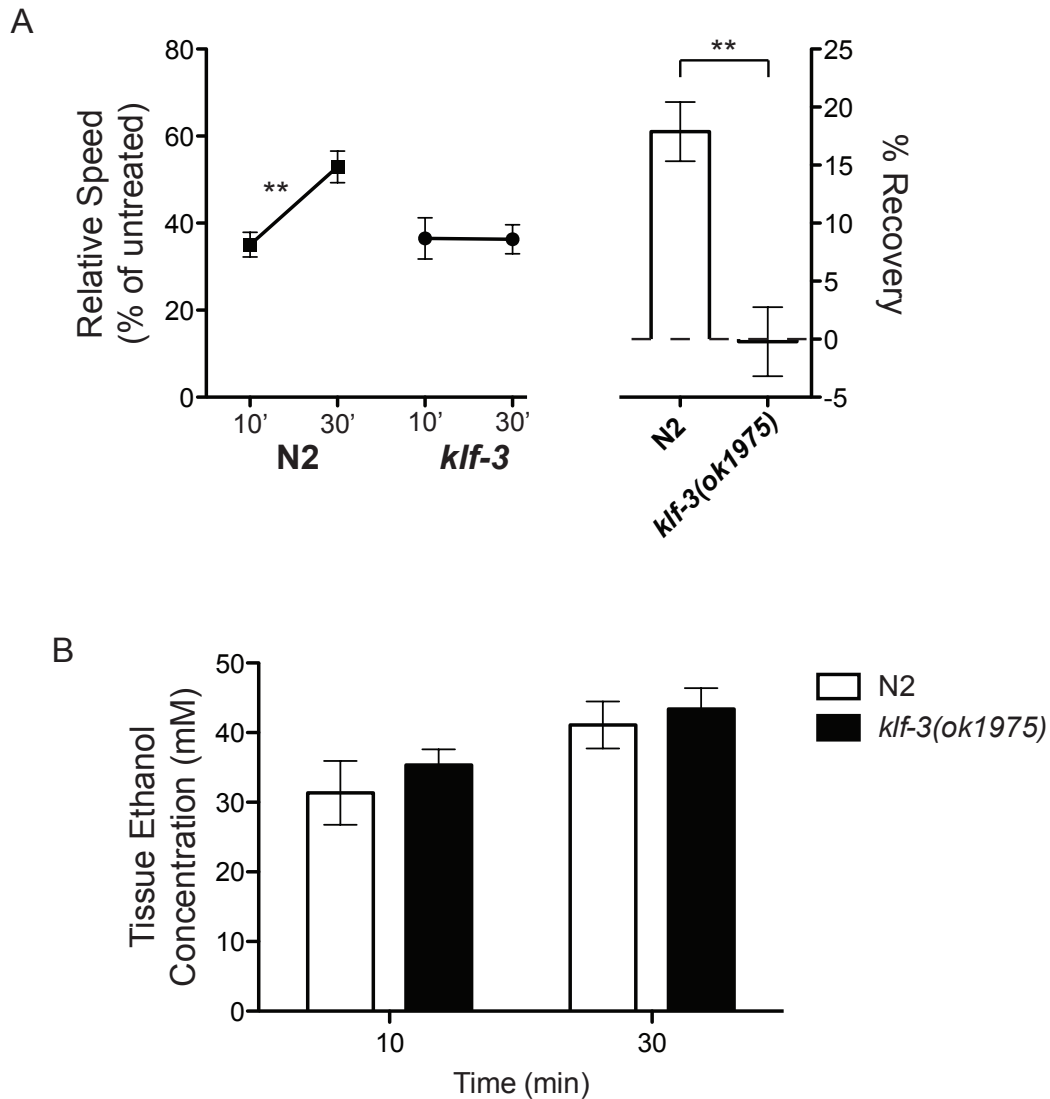 A
Relative Speed
(% of untreated)
80
60
40
20
0
**
10’
30’
10’
30’
N2
klf-3
**
25
20
15
10
5
0
-5
% Recovery
N2
klf-3(ok1975)
B
Tissue Ethanol
Concentration (mM)
50
40
30
20
10
0
10
30
Time (min)
N2
klf-3(ok1975)